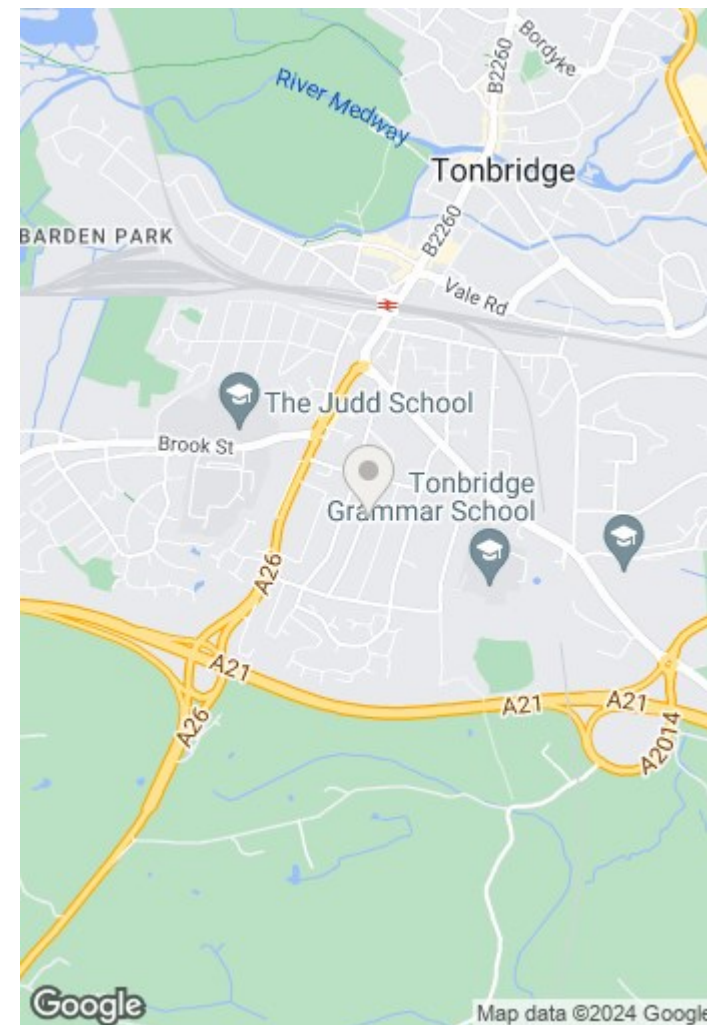 Bordyke
B2260
River Medway
Tonbridge
BARDEN PARK
B2260
Vale Rd
The Judd School
Brook St
Tonbridge
Grammar School
A26
A21
A26
A21
A21
A2014
Google
Map data ©2024 Google